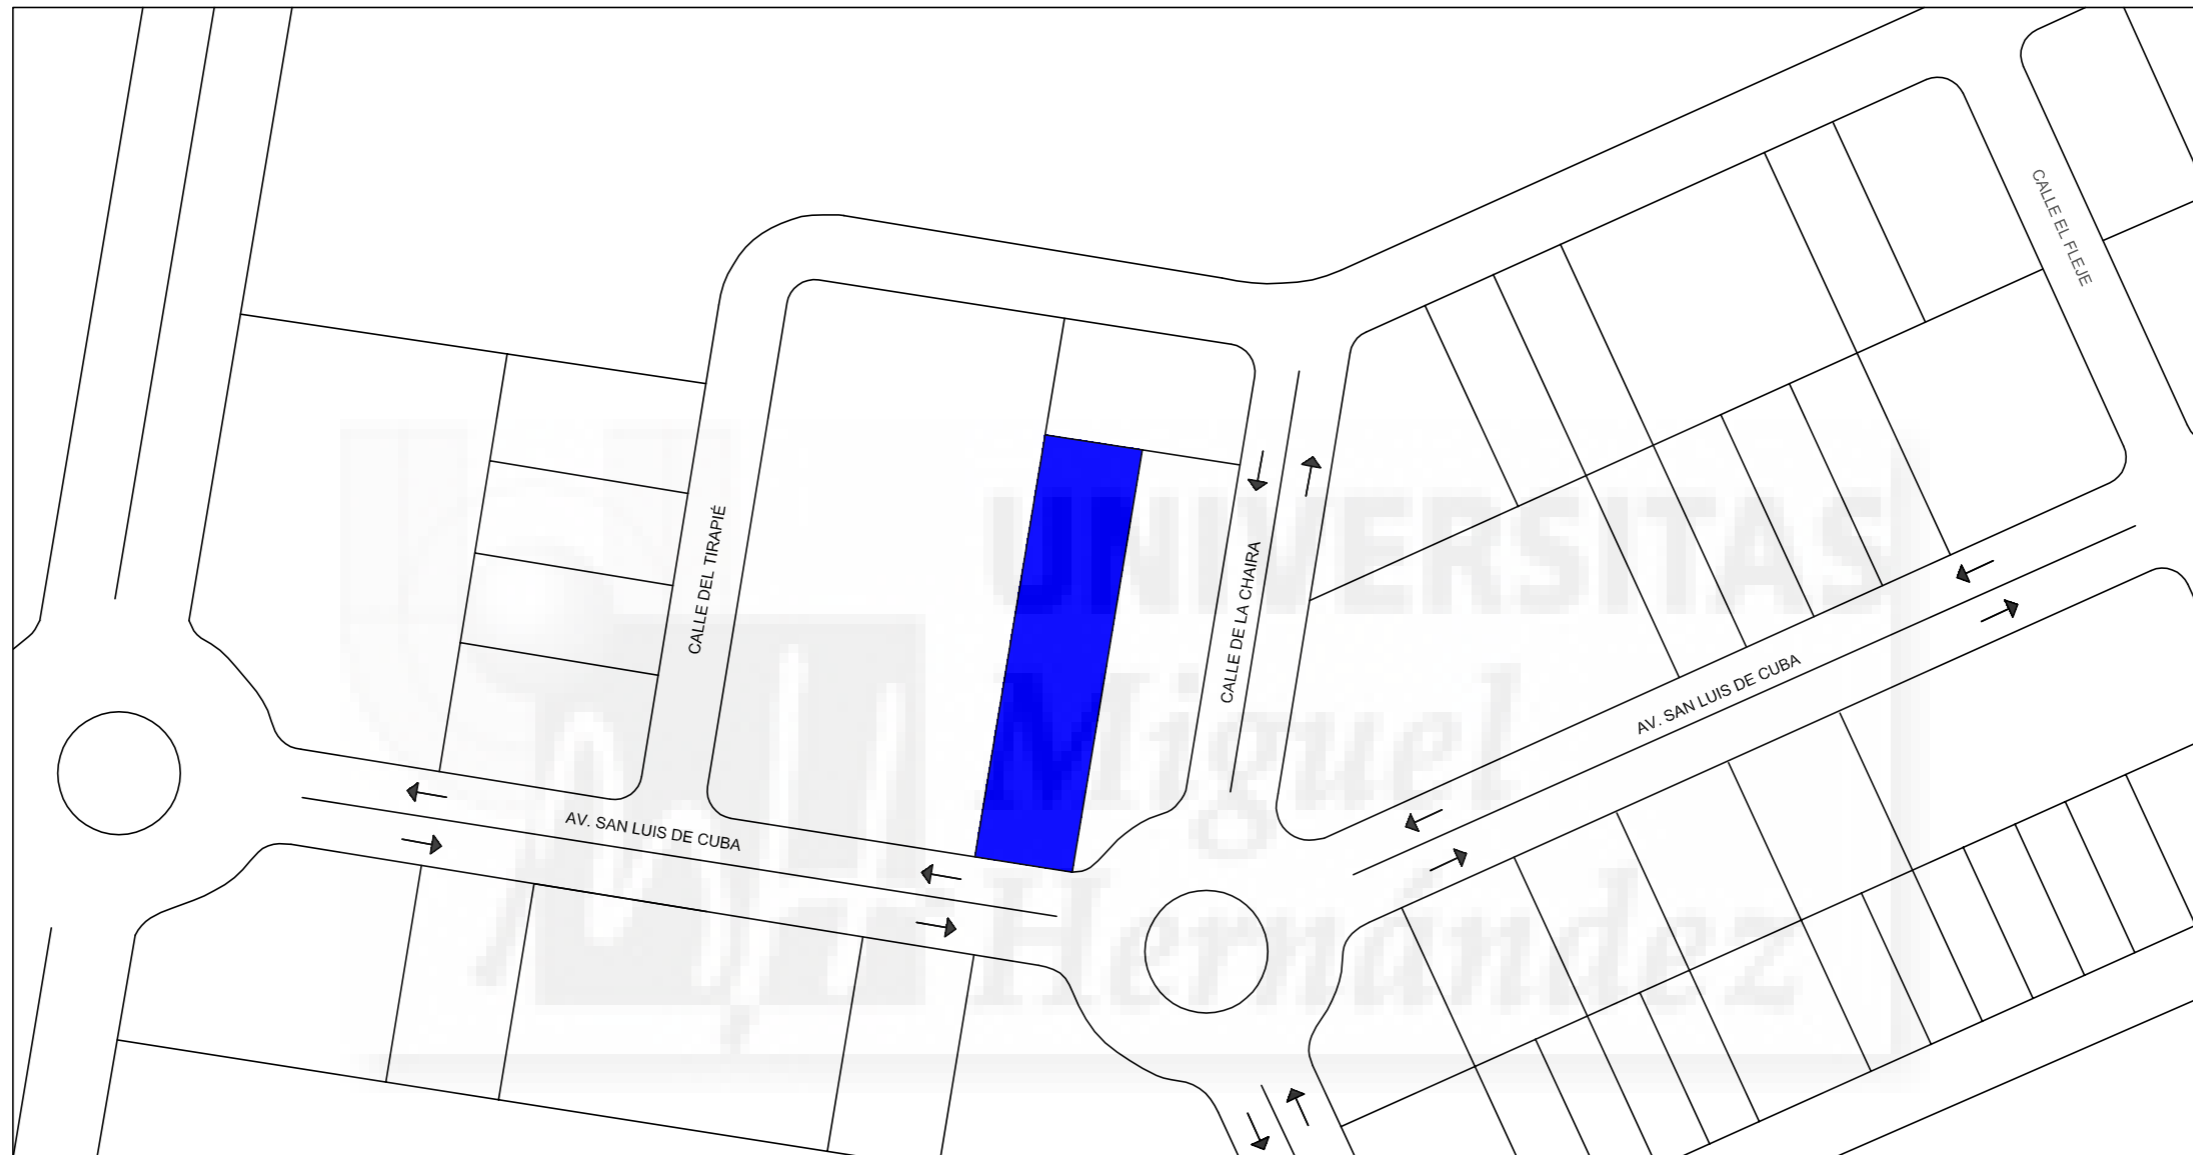 CALLE EL FLEJE
CALLE DEL TIRAPIÉ
CALLE DE LA CHAIRA
AV. SAN LUIS DE CUBA
AV. SAN LUIS DE CUBA
UNIVERSITAS
Miguel
Hernández